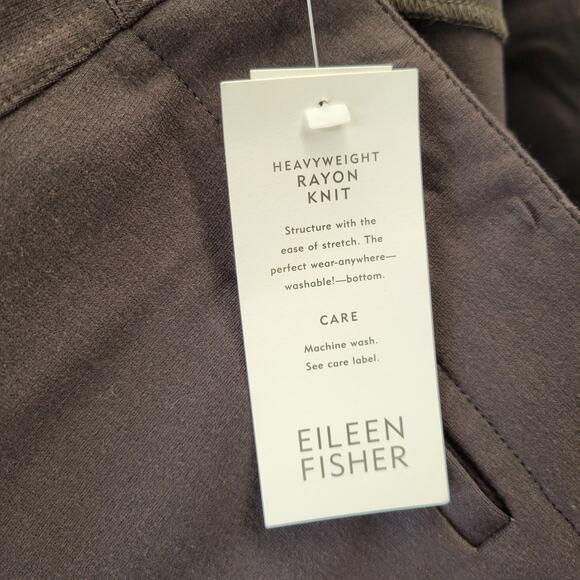 HEAVYWEIGHT
RAYON
KNIT
Structure with the
ease of stretch. The
perfect wear-anywhere—
washable!—bottom.
CARE
Machine wash.
See care label.
EILEEN
FISHER